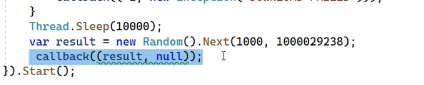 }
Thread.Sleep(10000);
var result = new Random().Next(1000, 1000029238);
callback((result, null));
}).Start();